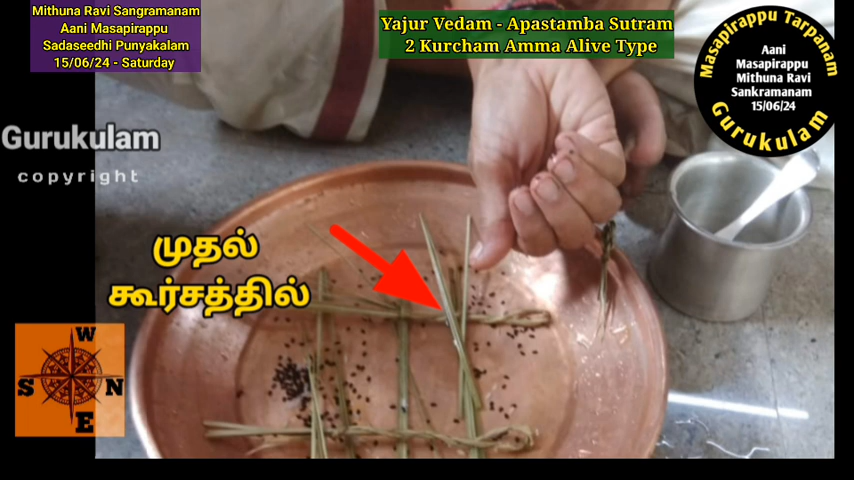 Mithuna Ravi Sangramanam
Aani Masapirappu
Sadaseedhi Punyakalam
15/06/24 - Saturday
Yajur Vedam - Apastamba Sutram
2 Kurcham Amma Alive Type
Masapirappu Tarpanam
Aani
Masapirappu
Mithuna Ravi
Sankramanam
15/06/24
Gurukulam
Gurukulam
copyright
முதல்
கூர்சத்தில்
W
S N
E